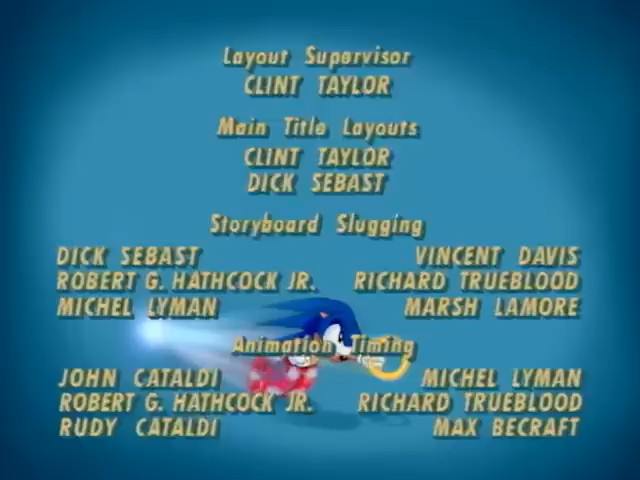 Layout Supervisor
CLINT TAYLOR
Main Title Layouts
CLINT TAYLOR
DICK SEBAST
Storyboard Slugging
DICK SEBAST VINCENT DAVIS
ROBERT G. HATHCOCK JR. RICHARD TRUEBLOOD
MICHEL LYMAN MARSH LAMORE
Animation Timing
JOHN CATALDI MICHEL LYMAN
ROBERT G. HATHCOCK JR. RICHARD TRUEBLOOD
RUDY CATALDI MAX BECRAFT